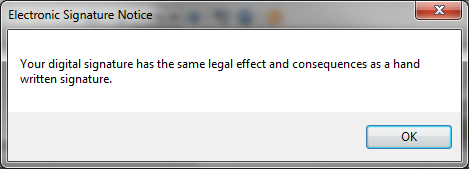 Electronic Signature Notice
Your digital signature has the same legal effect and consequences as a hand
written signature.
OK